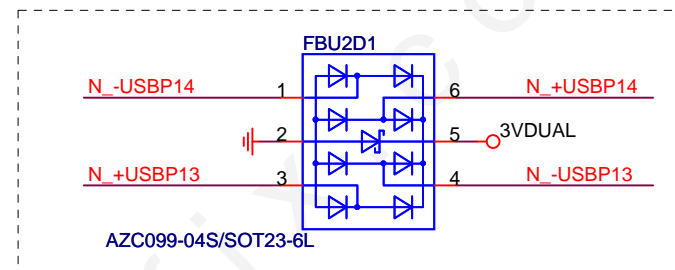 FBU2D1
N_-USBP14 1 6 N_+USBP14
2 5 3VDUAL
N_+USBP13 3 4 N_-USBP13
AZC099-04S/SOT23-6L